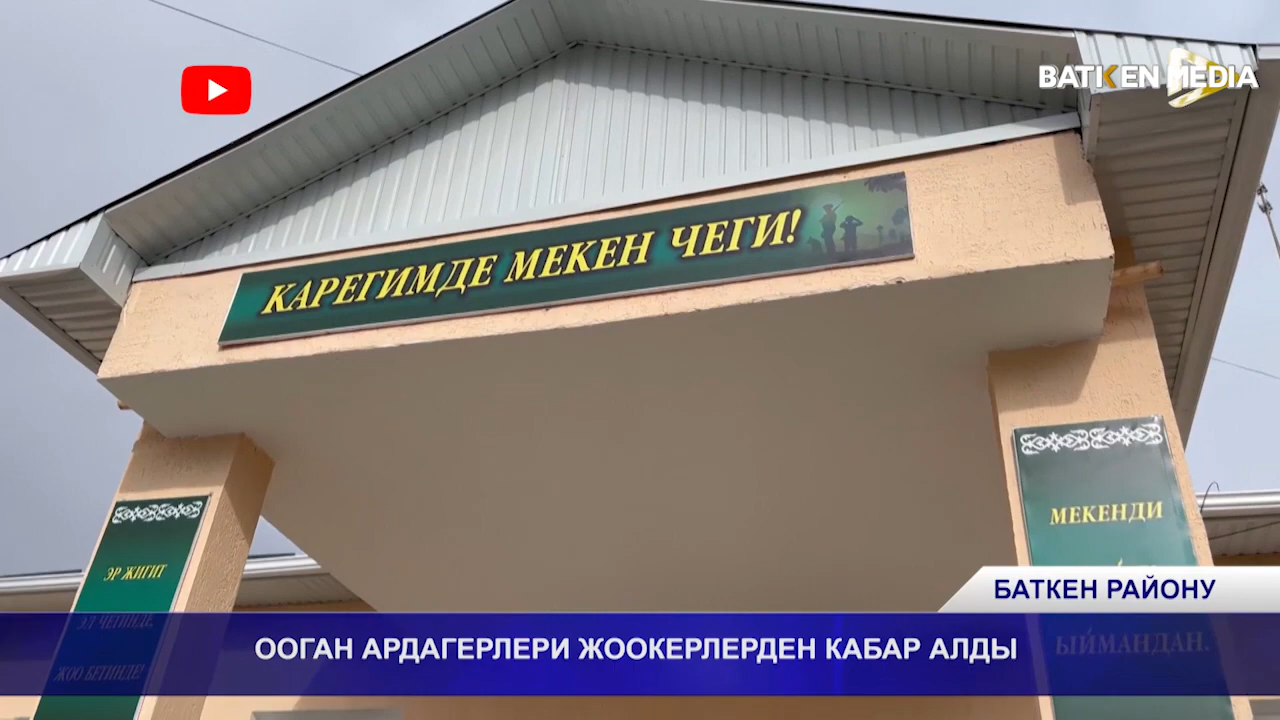 BATKEN MEDIA
КАРЕГИМДЕ МЕКЕН ЧЕГИ!
ЭР ЖИГИТ
ЭЛ ЧЕТИНДЕ,
ЖОО БЕТИНДЕ!
МЕКЕНДИ
ЫЙМАНДАН.
БАТКЕН РАЙОНУ
ООГАН АРДАГЕРЛЕРИ ЖООКЕРЛЕРДЕН КАБАР АЛДЫ